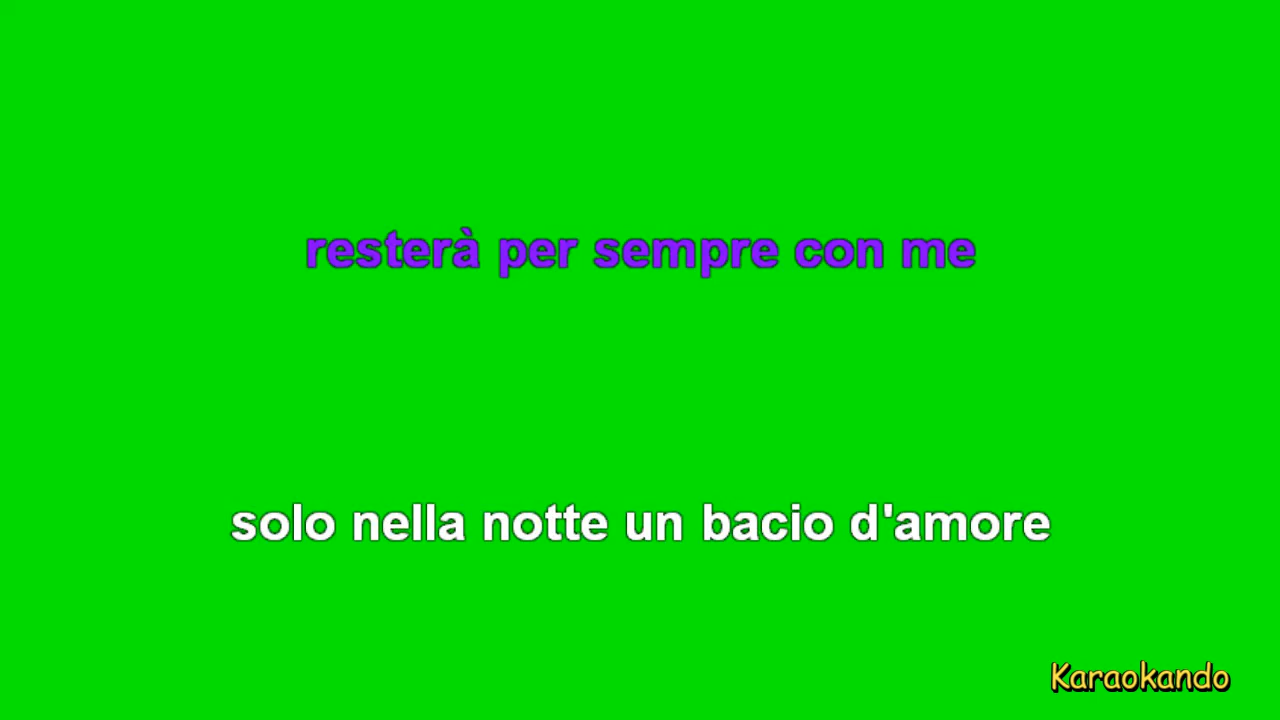 resterà per sempre con me
solo nella notte un bacio d'amore
Karaokando